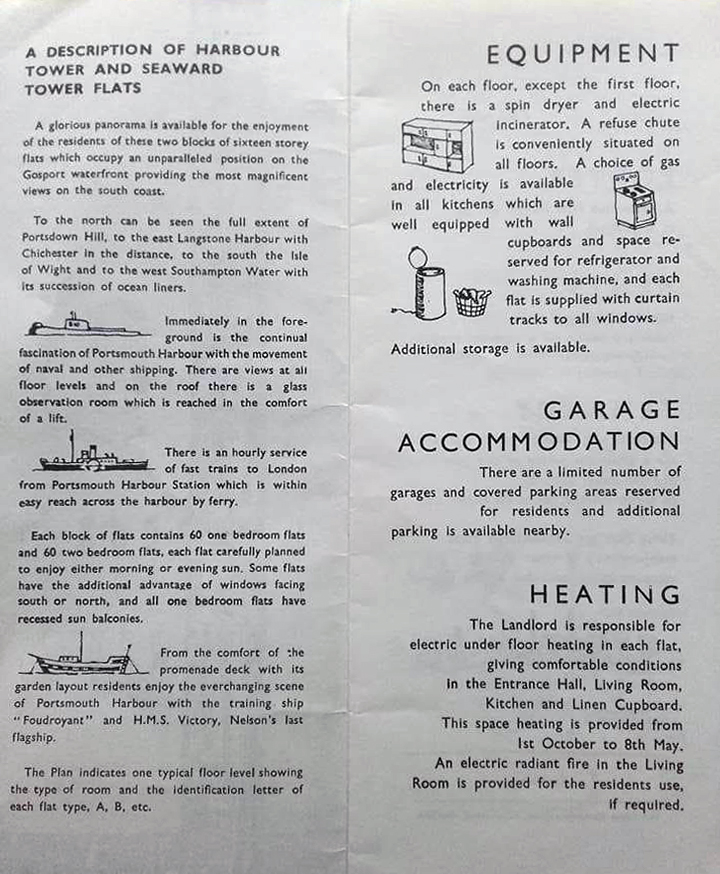 A DESCRIPTION OF HARBOUR
TOWER AND SEAWARD
TOWER FLATS
A glorious panorama is available for the enjoyment
of the residents of these two blocks of sixteen storey
flats which occupy an unparalleled position on the
Gosport waterfront providing the most magnificent
views on the south coast.
To the north can be seen the full extent of
Portsdown Hill, to the east Langstone Harbour with
Chichester in the distance, to the south the Isle
of Wight and to the west Southampton Water with
its succession of ocean liners.
Immediately in the fore-
ground is the continual
fascination of Portsmouth Harbour with the movement
of naval and other shipping. There are views at all
floor levels and on the roof there is a glass
observation room which is reached in the comfort
of a lift.
There is an hourly service
of fast trains to London
from Portsmouth Harbour Station which is within
easy reach across the harbour by ferry.
Each block of flats contains 60 one bedroom flats
and 60 two bedroom flats, each flat carefully planned
to enjoy either morning or evening sun. Some flats
have the additional advantage of windows facing
south or north, and all one bedroom flats have
recessed sun balconies.
From the comfort of the
promenade deck with its
garden layout residents enjoy the everchanging scene
of Portsmouth Harbour with the training ship
"Foudroyant" and H.M.S. Victory, Nelson's last
flagship.
The Plan indicates one typical floor level showing
the type of room and the identification letter of
each flat type, A, B, etc.
EQUIPMENT
On each floor, except the first floor,
there is a spin dryer and electric
incinerator. A refuse chute
is conveniently situated on
all floors. A choice of gas
and electricity is available
in all kitchens which are
well equipped with wall
cupboards and space re-
served for refrigerator and
washing machine, and each
flat is supplied with curtain
tracks to all windows.
Additional storage is available.
GARAGE
ACCOMMODATION
There are a limited number of
garages and covered parking areas reserved
for residents and additional
parking is available nearby.
HEATING
The Landlord is responsible for
electric under floor heating in each flat,
giving comfortable conditions
in the Entrance Hall, Living Room,
Kitchen and Linen Cupboard.
This space heating is provided from
1st October to 8th May.
An electric radiant fire in the Living
Room is provided for the residents use,
if required.